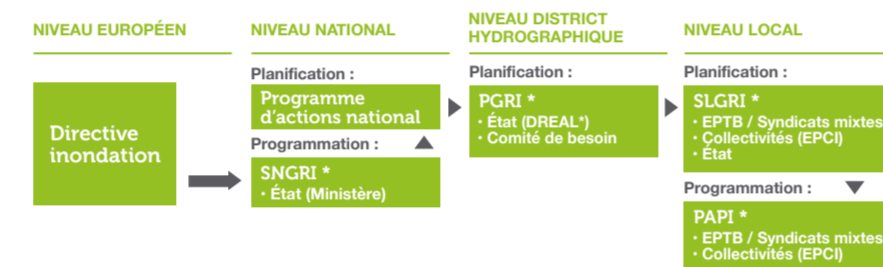 NIVEAU EUROPÉEN
Directive
inondation
NIVEAU NATIONAL
Planification :
Programme
d'actions national
Programmation :
SNGRI *
· État (Ministère)
NIVEAU DISTRICT
HYDROGRAPHIQUE
Planification :
PGRI *
· État (DREAL*)
· Comité de besoin
NIVEAU LOCAL
Planification :
SLGRI *
· EPTB / Syndicats mixtes
· Collectivités (EPCI)
· État
Programmation :
PAPI *
· EPTB / Syndicats mixtes
· Collectivités (EPCI)